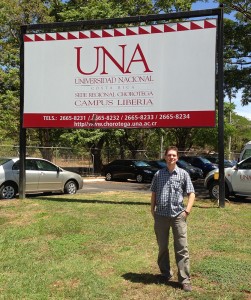 UNA
UNIVERSIDAD NACIONAL
COSTA RICA
SEDE REGIONAL CHOROTEGA
CAMPUS LIBERIA
TELS.: 2665-8231 / 2665-8232 / 2665-8233 / 2665-8234
http://www.chorotega.una.ac.cr